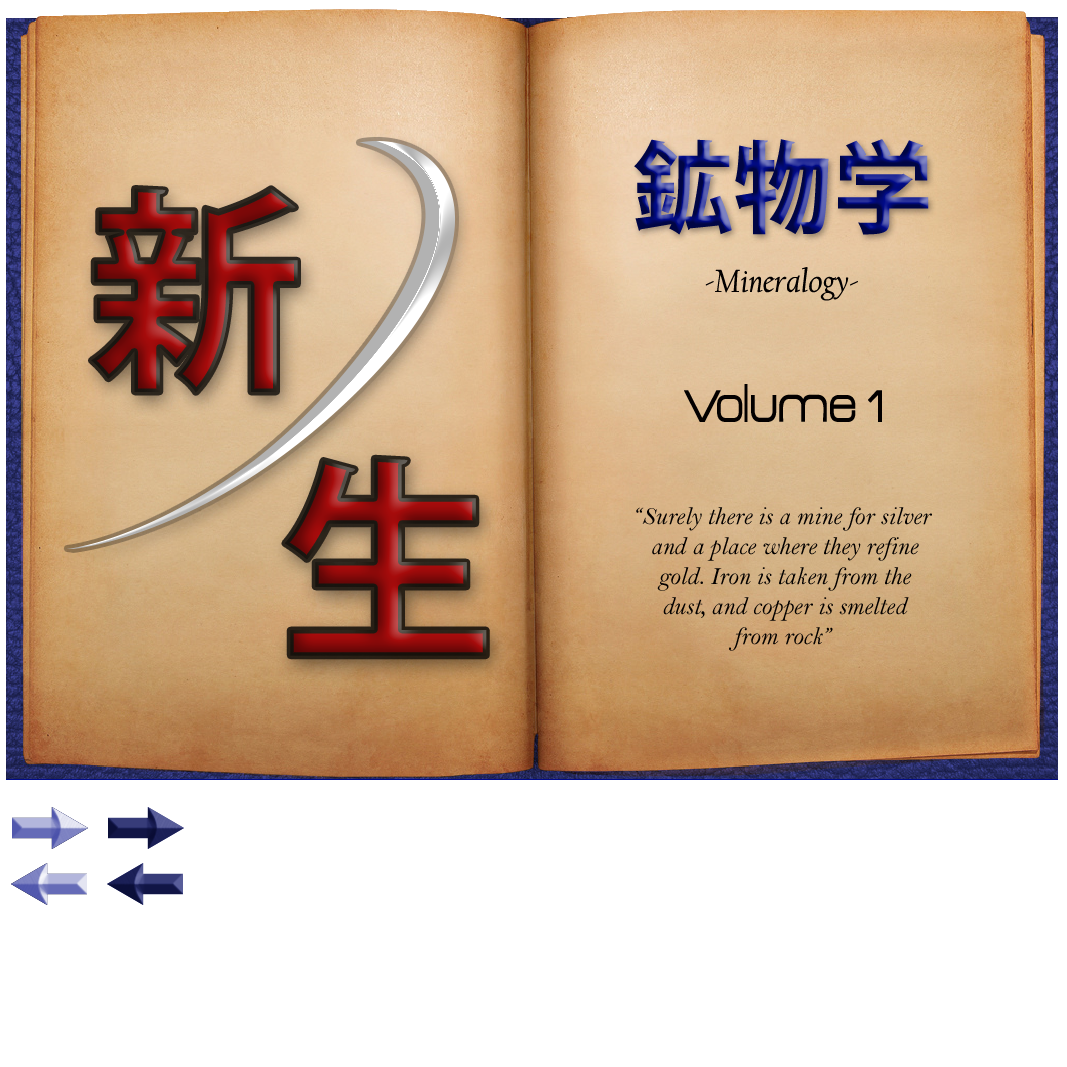 新
生
鉱物学
-Mineralogy-
Volume 1
“Surely there is a mine for silver
and a place where they refine
gold. Iron is taken from the
dust, and copper is smelted
from rock”